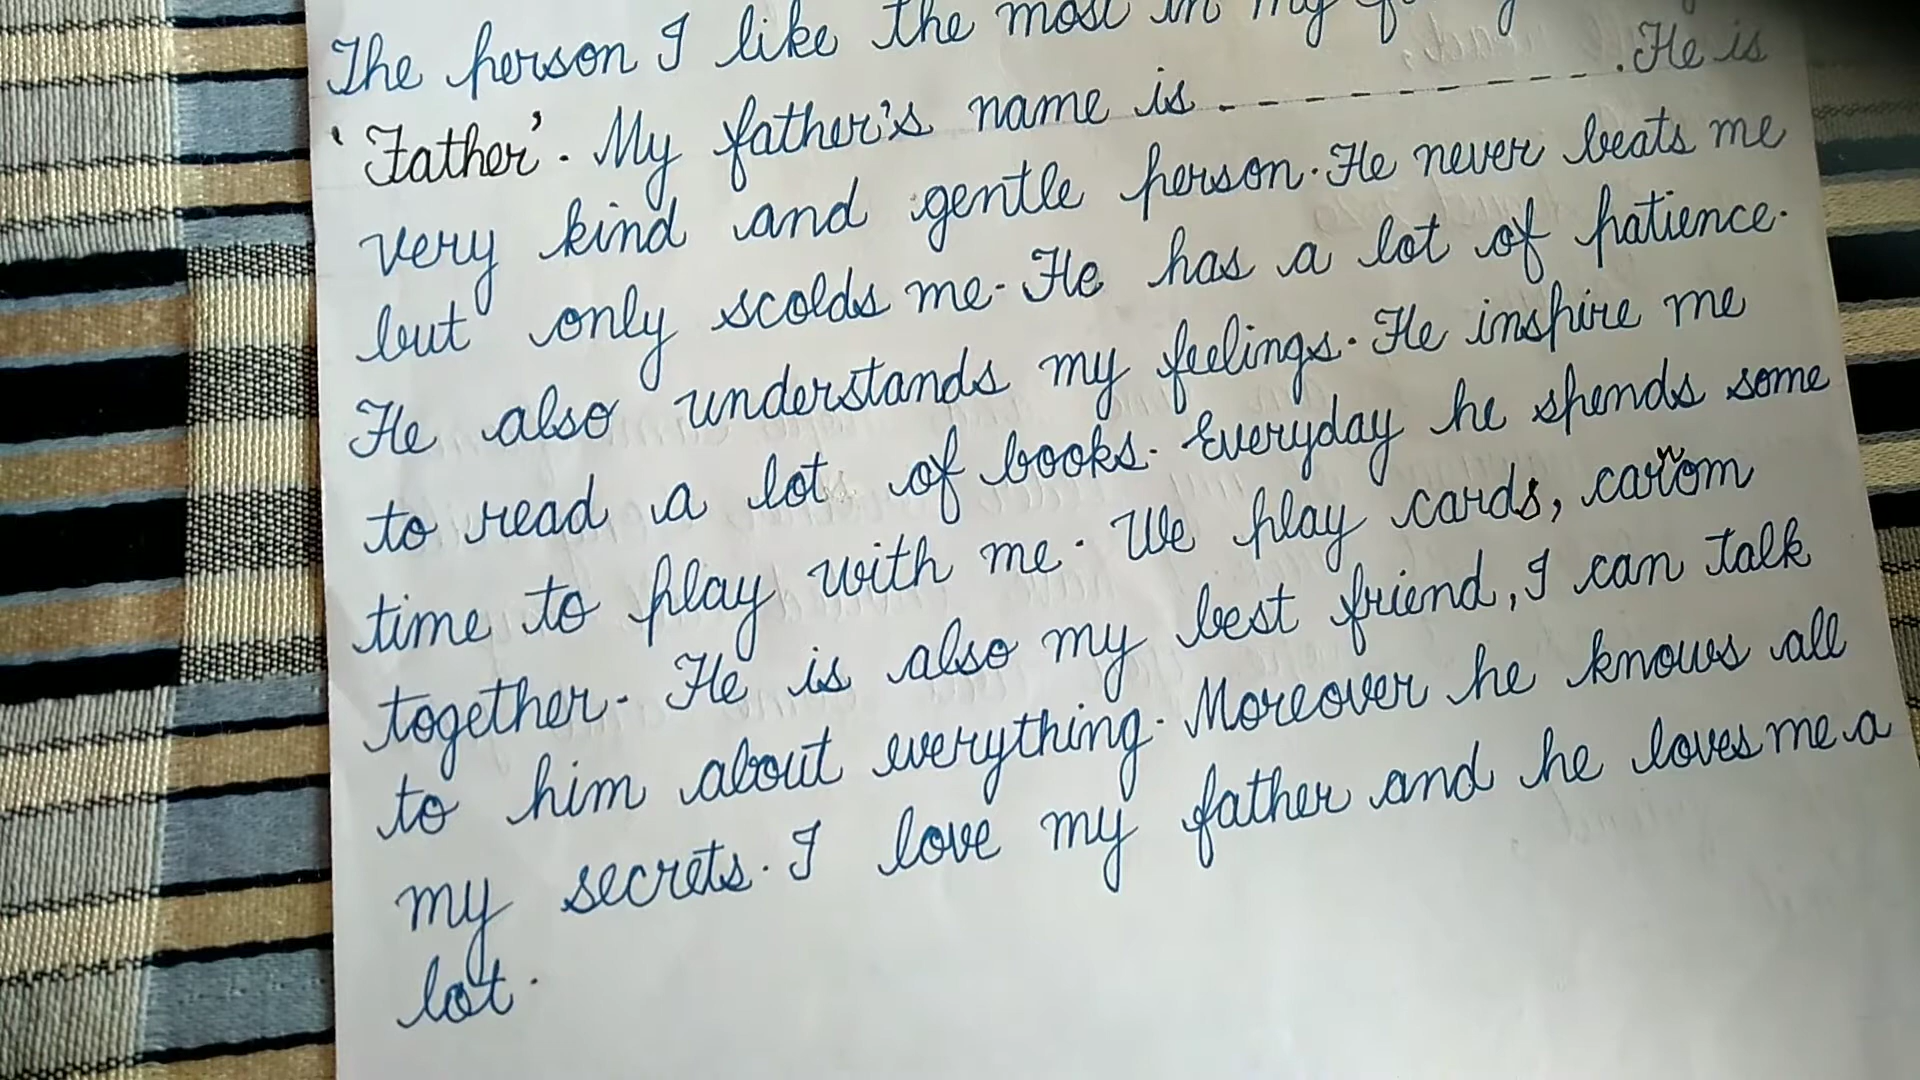 The person I like the most in my
'Father'. My father's name is ---------------. He is
very kind and gentle person. He never beats me
but only scolds me. He has a lot of patience.
He also understands my feelings. He inspire me
to read a lot of books. Everyday he spends some
time to play with me. We play cards, carrom
together. He is also my best friend, I can talk
to him about everything. Moreover he knows all
my secrets. I love my father and he loves me a
lot.